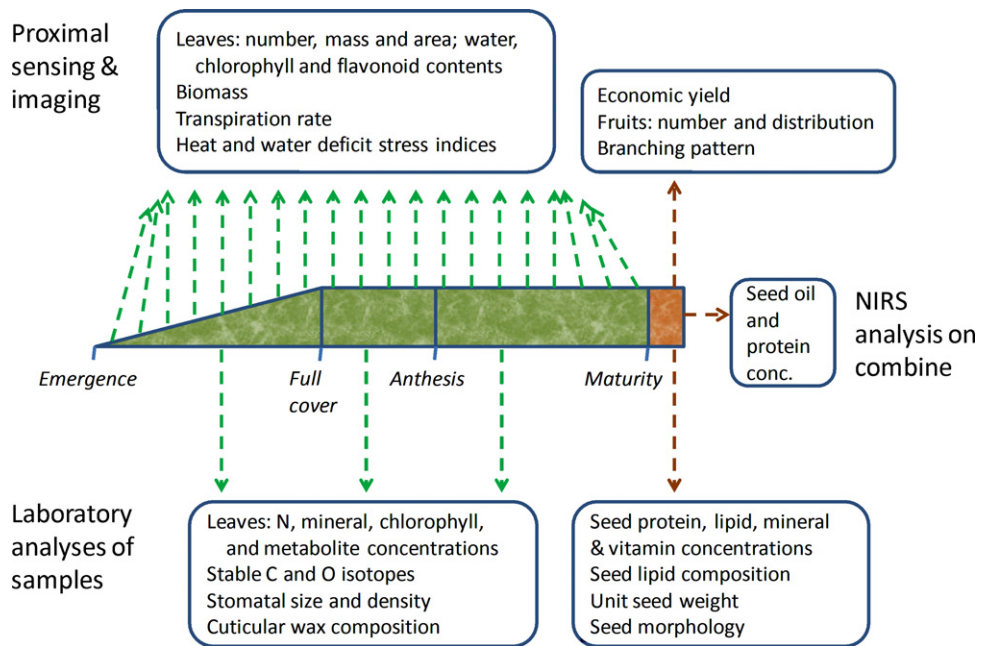 Proximal
sensing &
imaging
Leaves: number, mass and area; water,
chlorophyll and flavonoid contents
Biomass
Transpiration rate
Heat and water deficit stress indices
Economic yield
Fruits: number and distribution
Branching pattern
Seed oil
and
protein
conc.
NIRS
analysis on
combine
Emergence
Full
cover
Anthesis
Maturity
Laboratory
analyses of
samples
Leaves: N, mineral, chlorophyll,
and metabolite concentrations
Stable C and O isotopes
Stomatal size and density
Cuticular wax composition
Seed protein, lipid, mineral
& vitamin concentrations
Seed lipid composition
Unit seed weight
Seed morphology